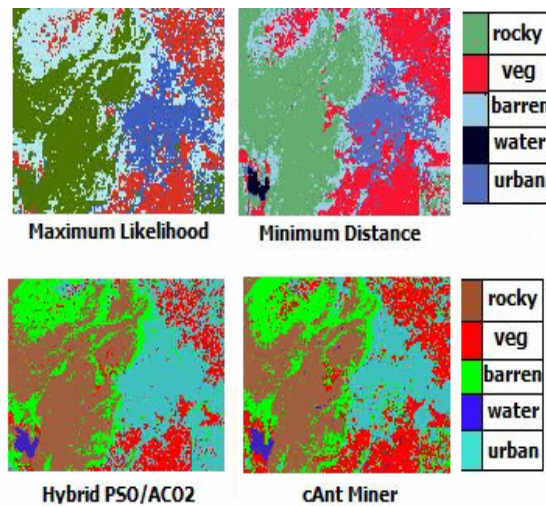 rocky
veg
barren
water
urban
Maximum Likelihood
Minimum Distance
rocky
veg
barren
water
urban
Hybrid PSO/ACO2
cAnt Miner